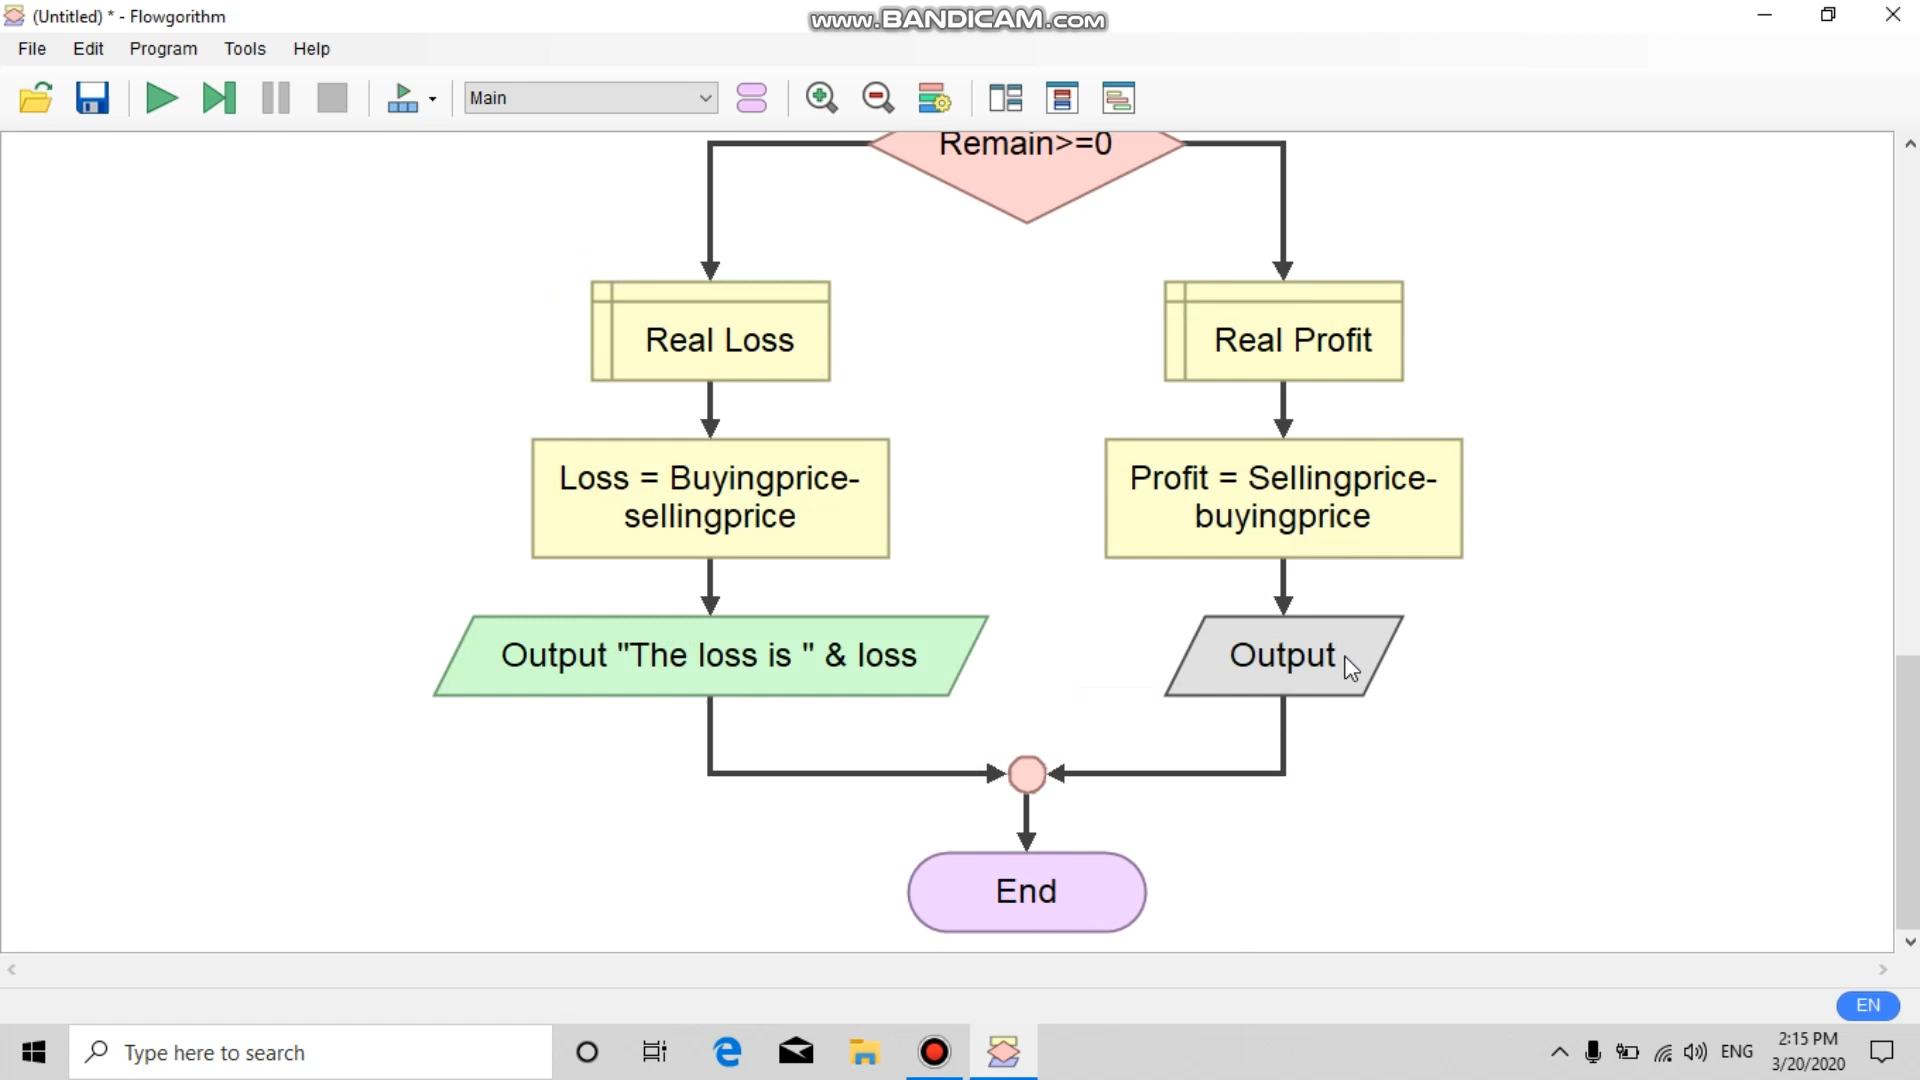 (Untitled) * - Flowgorithm
www.BANDICAM.com
File Edit Program Tools Help
Main
Remain>=0
Real Loss
Real Profit
Loss = Buyingprice-
sellingprice
Profit = Sellingprice-
buyingprice
Output "The loss is " & loss
Output
End
EN
Type here to search
ENG
2:15 PM
3/20/2020